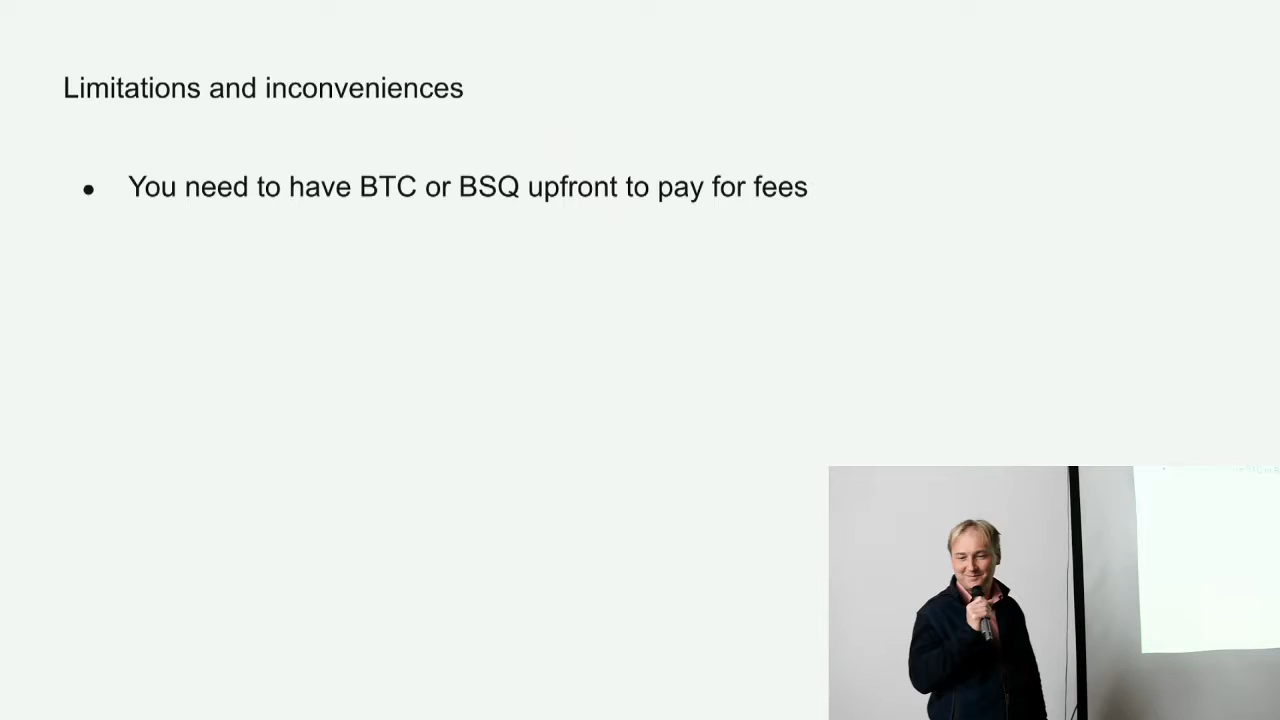 Limitations and inconveniences
● You need to have BTC or BSQ upfront to pay for fees